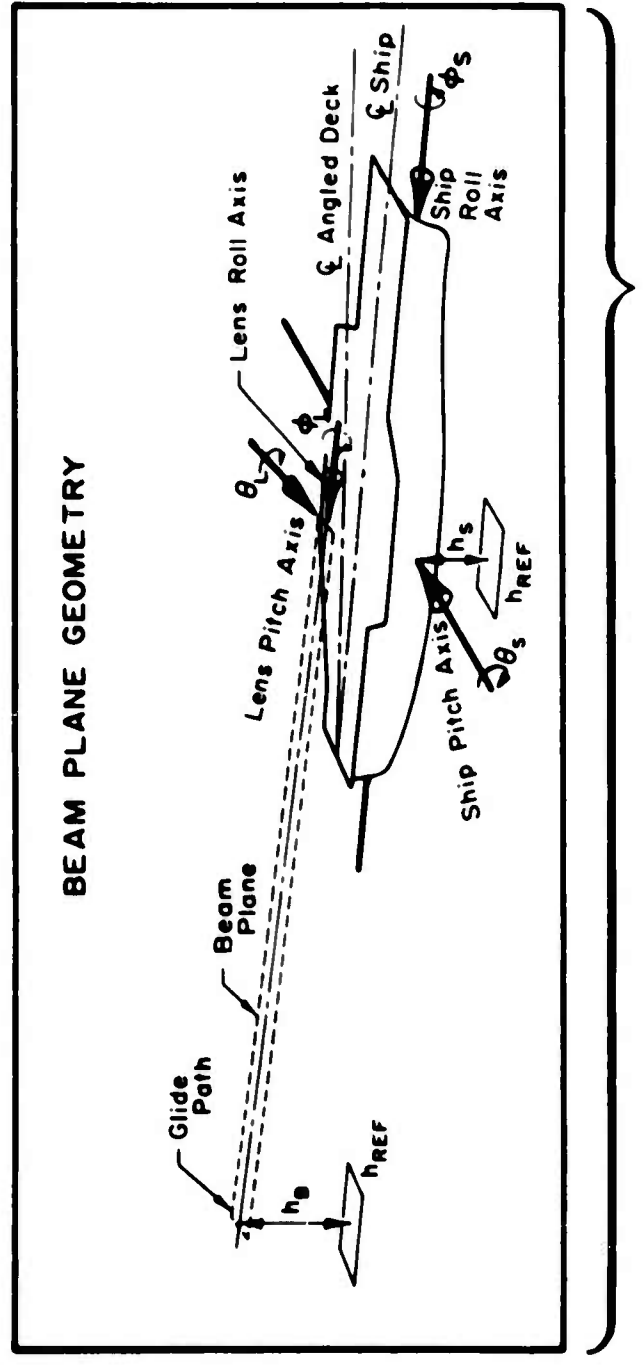 BEAM PLANE GEOMETRY
Glide
Path
Beam
Plane
h_B
h_REF
Lens Pitch Axis
θ_L
Lens Roll Axis
ϕ_L
℄ Angled Deck
℄ Ship
ϕ_S
Ship
Roll
Axis
Ship Pitch Axis
θ_S
h_S
h_REF